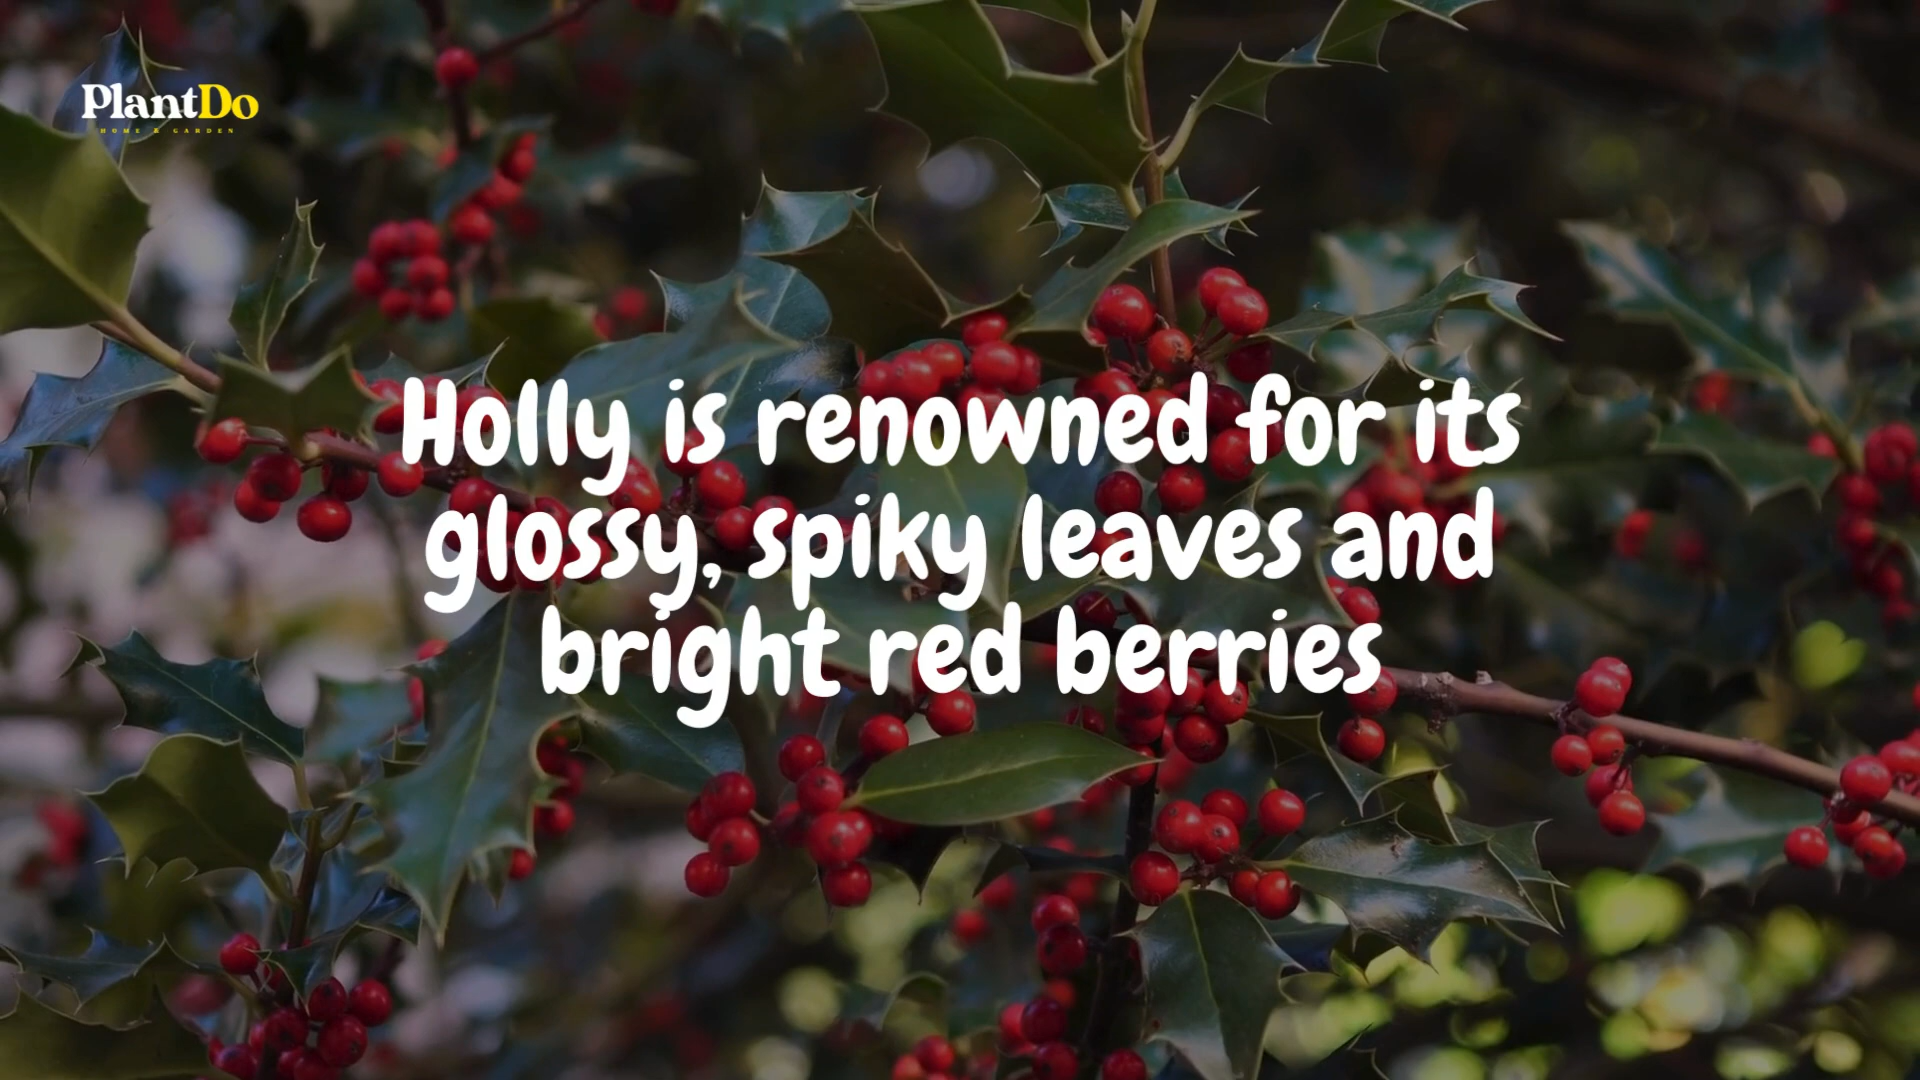 PlantDo
HOME & GARDEN
Holly is renowned for its
glossy, spiky leaves and
bright red berries